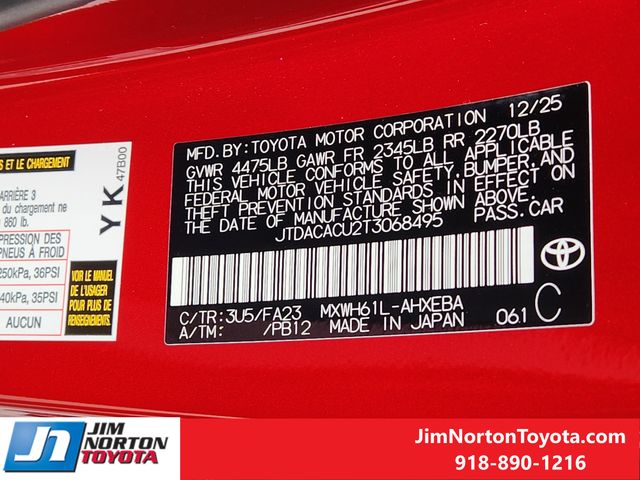 MFD. BY: TOYOTA MOTOR CORPORATION 12/25
GVWR 4475LB GAWR FR 2345LB RR 2270LB
THIS VEHICLE CONFORMS TO ALL APPLICABLE
FEDERAL MOTOR VEHICLE SAFETY, BUMPER, AND
THEFT PREVENTION STANDARDS IN EFFECT ON
THE DATE OF MANUFACTURE SHOWN ABOVE.
JTDACACU2T3068495 PASS. CAR
C/TR: 3U5/FA23 MXWH61L-AHXEBA
A/TM: /PB12 MADE IN JAPAN 06.1 C
S ET LE CHARGEMENT
ARRIÈRE 3
du chargement ne
860 lb.
PRESSION DES
PNEUS À FROID
250kPa, 36PSI
240kPa, 35PSI
AUCUN
VOIR LE MANUEL
DE L'USAGER
POUR PLUS DE
RENSEIGNEMENTS
YK
47B00
JN
JIM
NORTON
TOYOTA
JimNortonToyota.com
918-890-1216